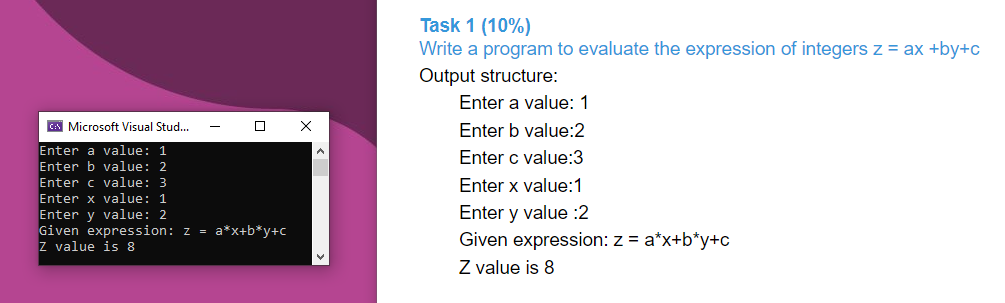 Microsoft Visual Stud...
Enter a value: 1
Enter b value: 2
Enter c value: 3
Enter x value: 1
Enter y value: 2
Given expression: z = a*x+b*y+c
Z value is 8
Task 1 (10%)
Write a program to evaluate the expression of integers z = ax +by+c
Output structure:
Enter a value: 1
Enter b value:2
Enter c value:3
Enter x value:1
Enter y value :2
Given expression: z = a*x+b*y+c
Z value is 8